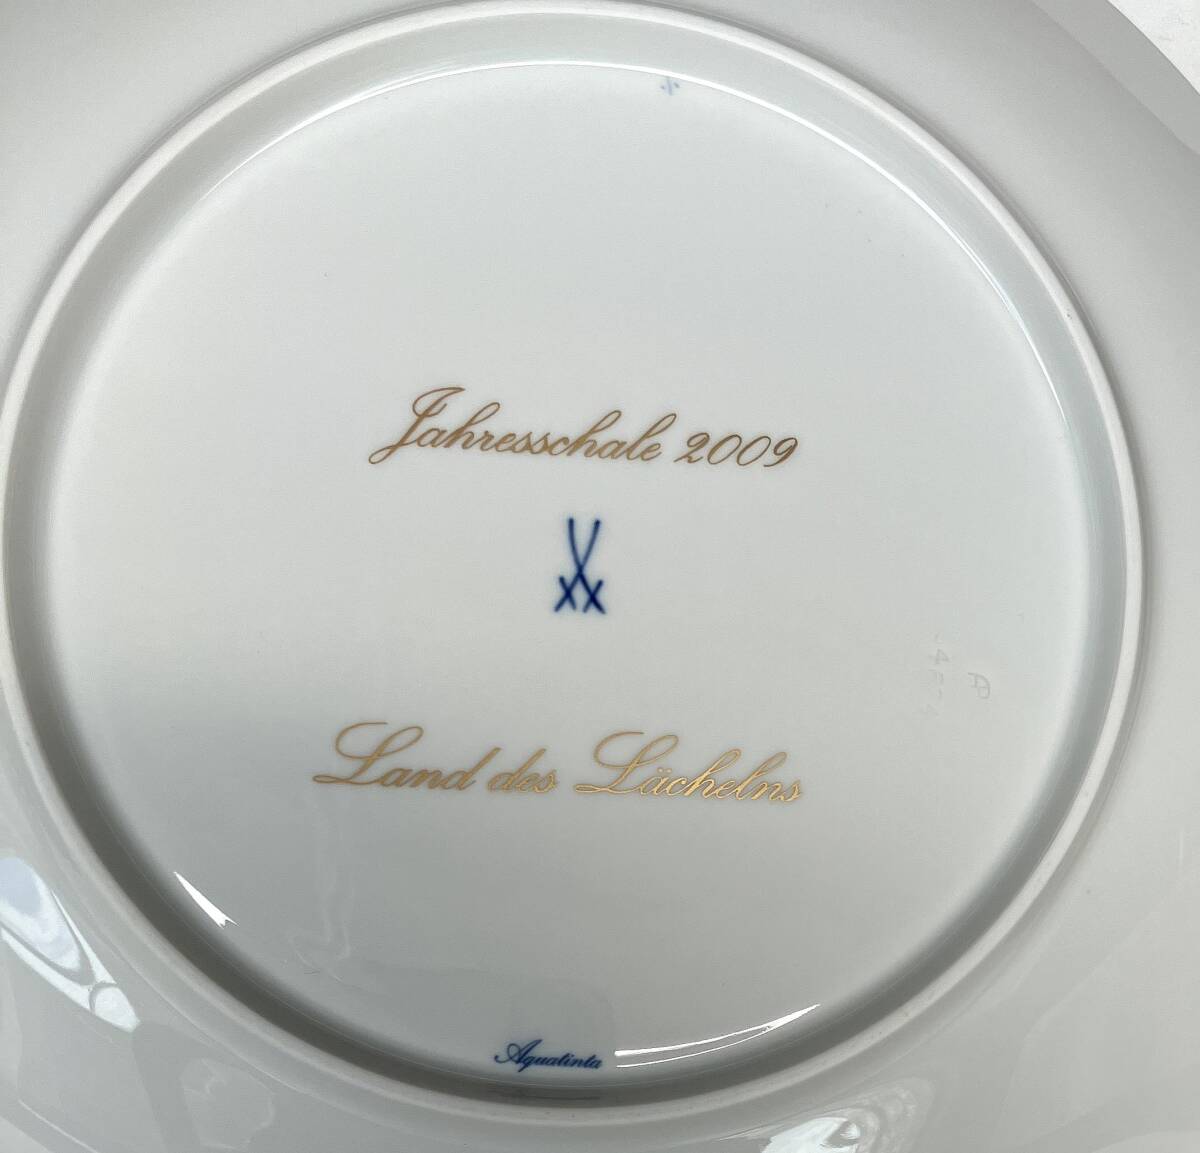 Jahresschale 2009
Land des Lächelns
Aquatinta